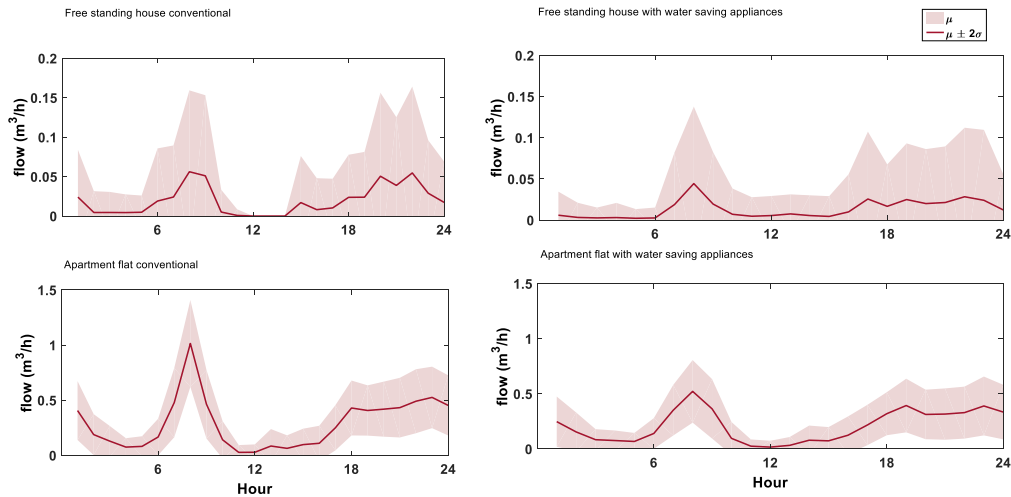 Free standing house conventional
Free standing house with water saving appliances
μ
μ ± 2σ
0.2
0.15
0.1
0.05
0
flow (m³/h)
6
12
18
24
0.2
0.15
0.1
0.05
0
flow (m³/h)
6
12
18
24
Apartment flat conventional
Apartment flat with water saving appliances
1.5
1
0.5
0
flow (m³/h)
6
12
18
24
Hour
1.5
1
0.5
0
flow (m³/h)
6
12
18
24
Hour